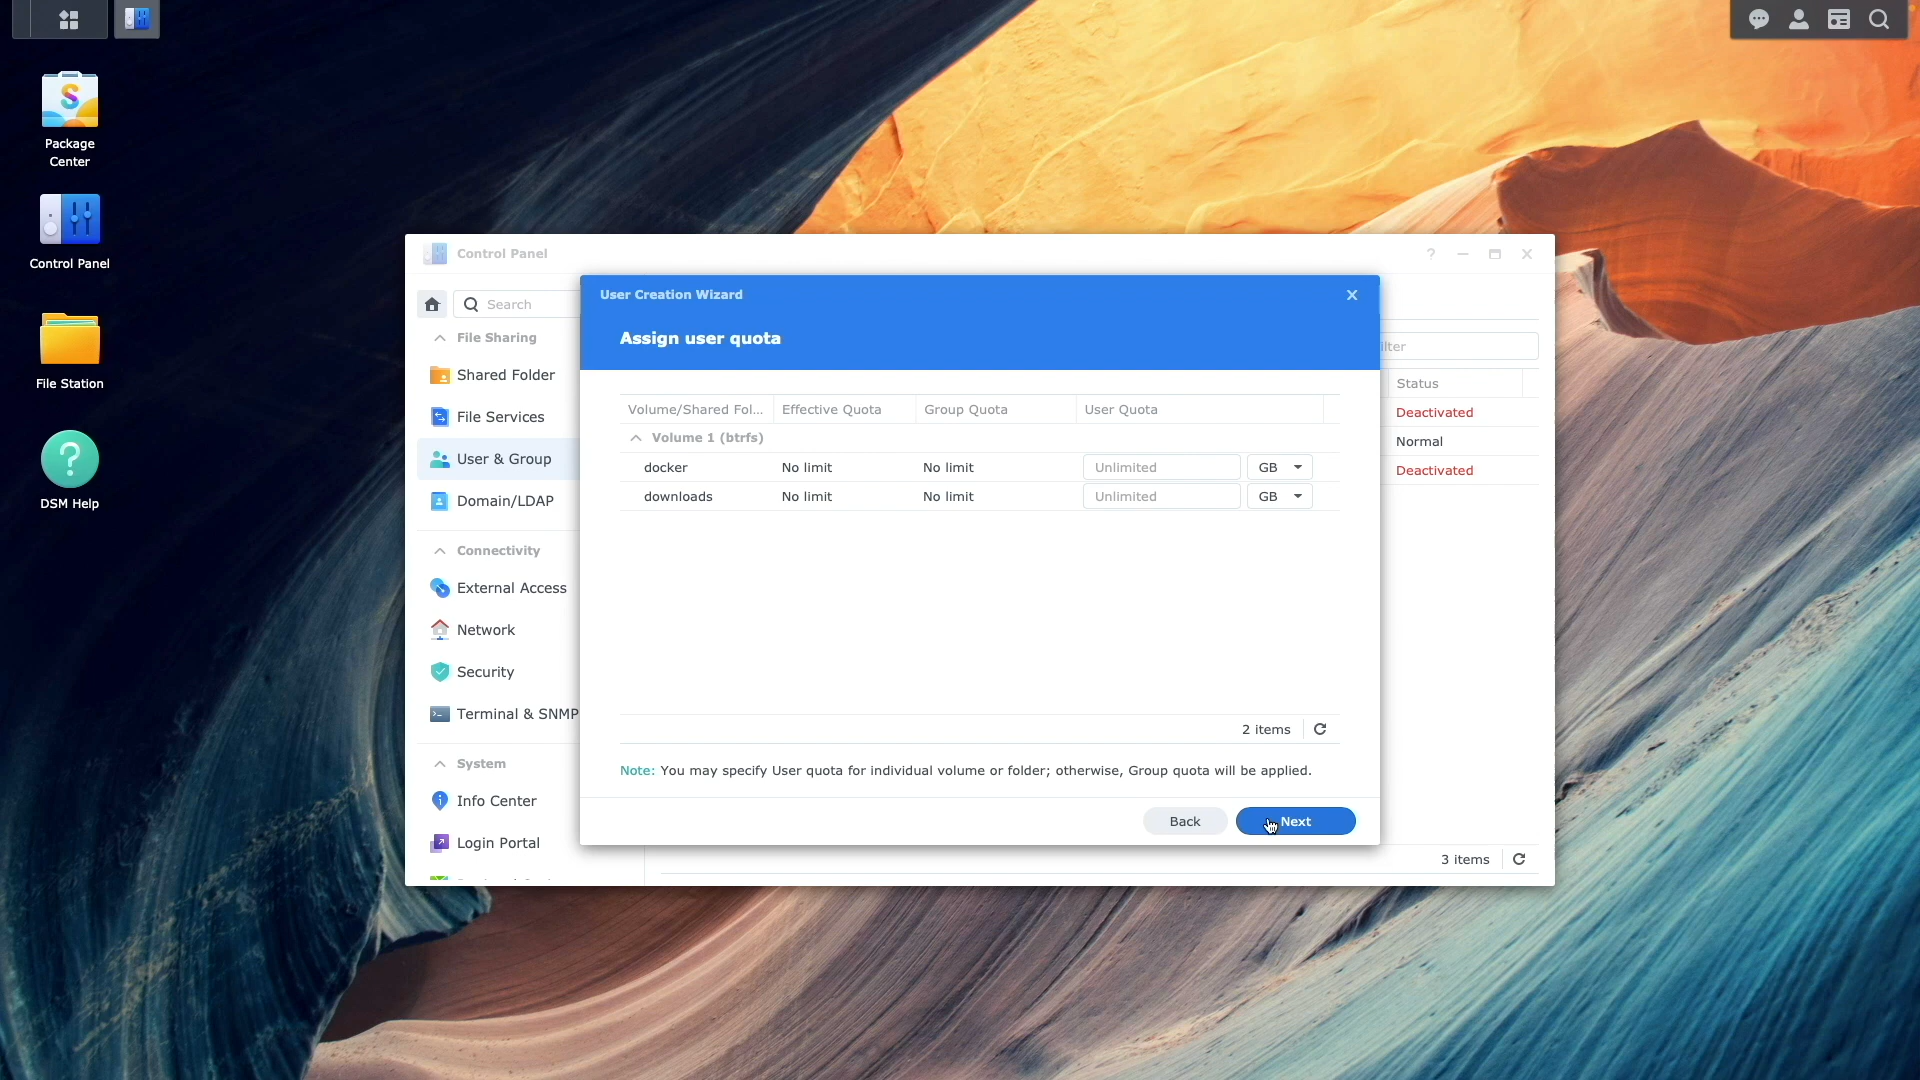 Package
Center
Control Panel
File Station
DSM Help
Control Panel
Search
File Sharing
Shared Folder
File Services
User & Group
Domain/LDAP
Connectivity
External Access
Network
Security
Terminal & SNMP
System
Info Center
Login Portal
User Creation Wizard
Assign user quota
Volume/Shared Fol... Effective Quota Group Quota User Quota
Volume 1 (btrfs)
docker No limit No limit Unlimited GB
downloads No limit No limit Unlimited GB
2 items
Note: You may specify User quota for individual volume or folder; otherwise, Group quota will be applied.
Back Next
Status
Deactivated
Normal
Deactivated
3 items